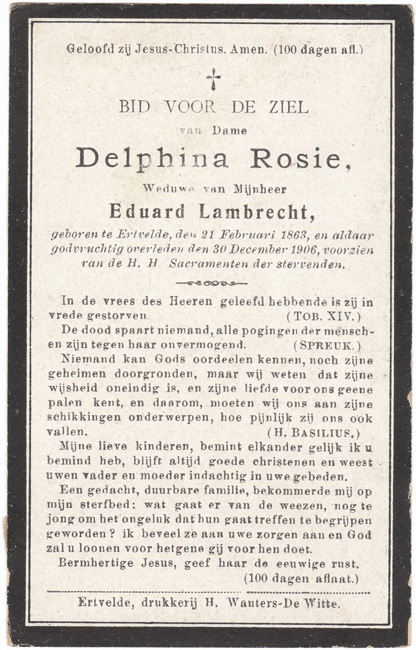 Geloofd zij Jesus-Christus. Amen. (100 dagen afl.)
BID VOOR DE ZIEL
van Dame
Delphina Rosie,
Weduwe van Mijnheer
Eduard Lambrecht,
geboren te Ertvelde, den 21 Februari 1863, en aldaar
godvruchtig overleden den 30 December 1906, voorzien
van de H. H. Sacramenten der stervenden.
In de vrees des Heeren geleefd hebbende is zij in
vrede gestorven. (TOB. XIV.)
De dood spaart niemand, alle pogingen der mensch-
en zijn tegen haar onvermogend. (SPREUK.)
Niemand kan Gods oordeelen kennen, noch zijne
geheimen doorgronden, maar wij weten dat zijne
wijsheid oneindig is, en zijne liefde voor ons geene
palen kent, en daarom, moeten wij ons aan zijne
schikkingen onderwerpen, hoe pijnlijk zij ons ook
vallen. (H. BASILIUS.)
Mijne lieve kinderen, bemint elkander gelijk ik u
bemind heb, blijft altijd goede christenen en weest
uwen vader en moeder indachtig in uwe gebeden.
Een gedacht, duurbare familie, bekommerde mij op
mijn sterfbed: wat gaat er van de weezen, nog te
jong om het ongeluk dat hun gaat treffen te begrijpen
geworden? ik beveel ze aan uwe zorgen aan en God
zal u loonen voor hetgene gij voor hen doet.
Bermhertige Jesus, geef haar de eeuwige rust.
(100 dagen aflaat.)
Ertvelde, drukkerij H. Wauters-De Witte.